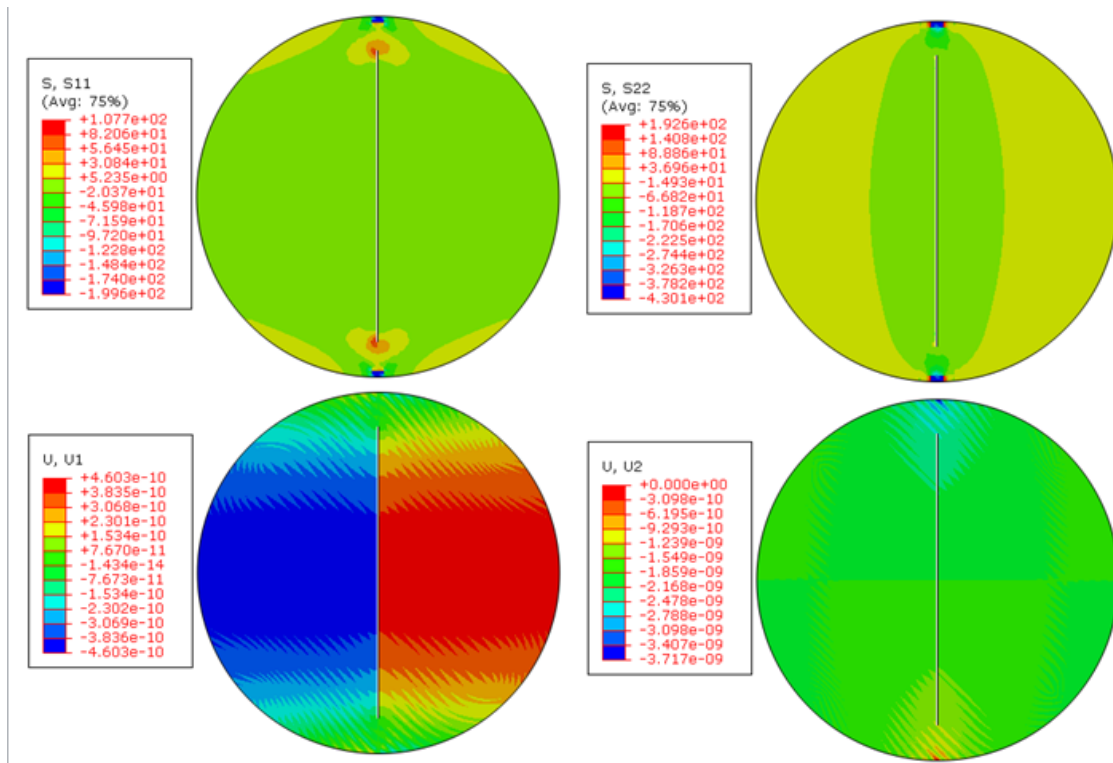 S, S11
(Avg: 75%)
+1.077e+02
+8.206e+01
+5.645e+01
+3.084e+01
+5.235e+00
-2.037e+01
-4.598e+01
-7.159e+01
-9.720e+01
-1.228e+02
-1.484e+02
-1.740e+02
-1.996e+02
S, S22
(Avg: 75%)
+1.926e+02
+1.408e+02
+8.886e+01
+3.696e+01
-1.493e+01
-6.682e+01
-1.187e+02
-1.706e+02
-2.225e+02
-2.744e+02
-3.263e+02
-3.782e+02
-4.301e+02
U, U1
+4.603e-10
+3.835e-10
+3.068e-10
+2.301e-10
+1.534e-10
+7.670e-11
-1.434e-14
-7.673e-11
-1.534e-10
-2.302e-10
-3.069e-10
-3.836e-10
-4.603e-10
U, U2
+0.000e+00
-3.098e-10
-6.195e-10
-9.293e-10
-1.239e-09
-1.549e-09
-1.859e-09
-2.168e-09
-2.478e-09
-2.788e-09
-3.098e-09
-3.407e-09
-3.717e-09